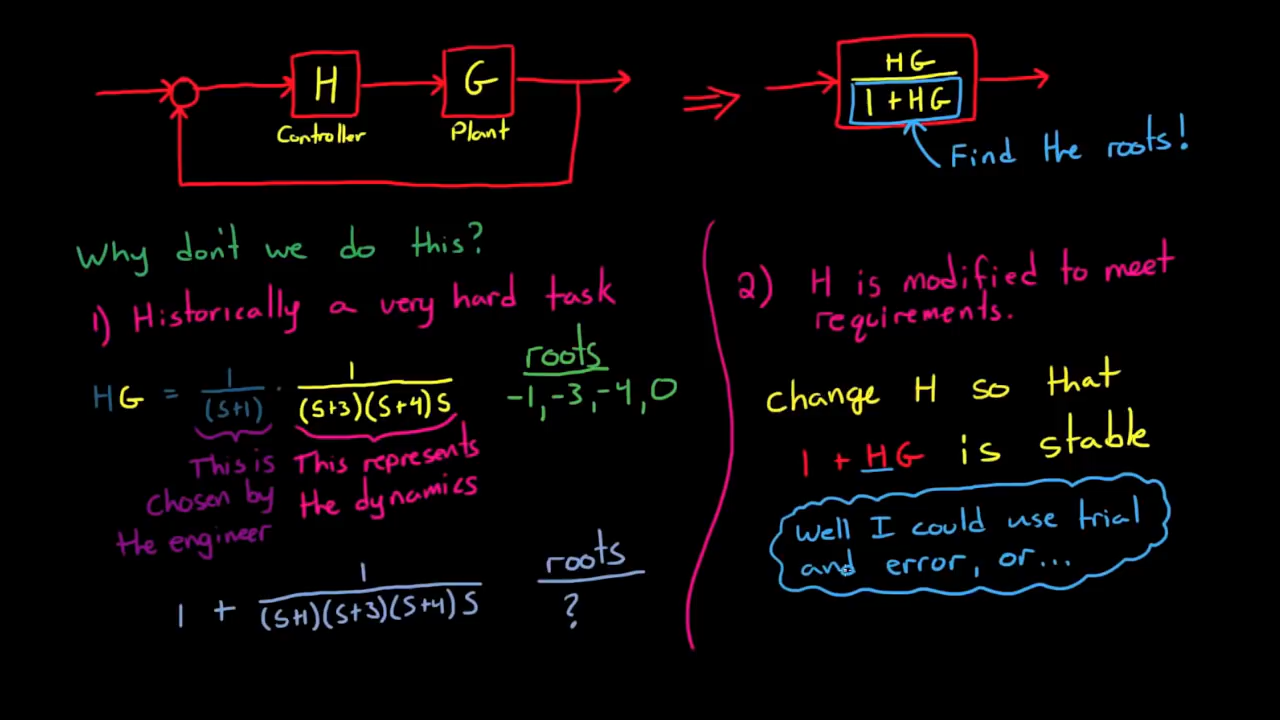 H
G
Controller
Plant
⇒
HG
1 + HG
Find the roots!
Why don't we do this?
1) Historically a very hard task
HG = 1/(S+1) · 1/((S+3)(S+4)S)
roots
-1, -3, -4, 0
This is
chosen by
the engineer
This represents
the dynamics
1 + 1/((S+1)(S+3)(S+4)S)
roots
?
2) H is modified to meet
requirements.
change H so that
1 + HG is stable
Well I could use trial
and error, or...